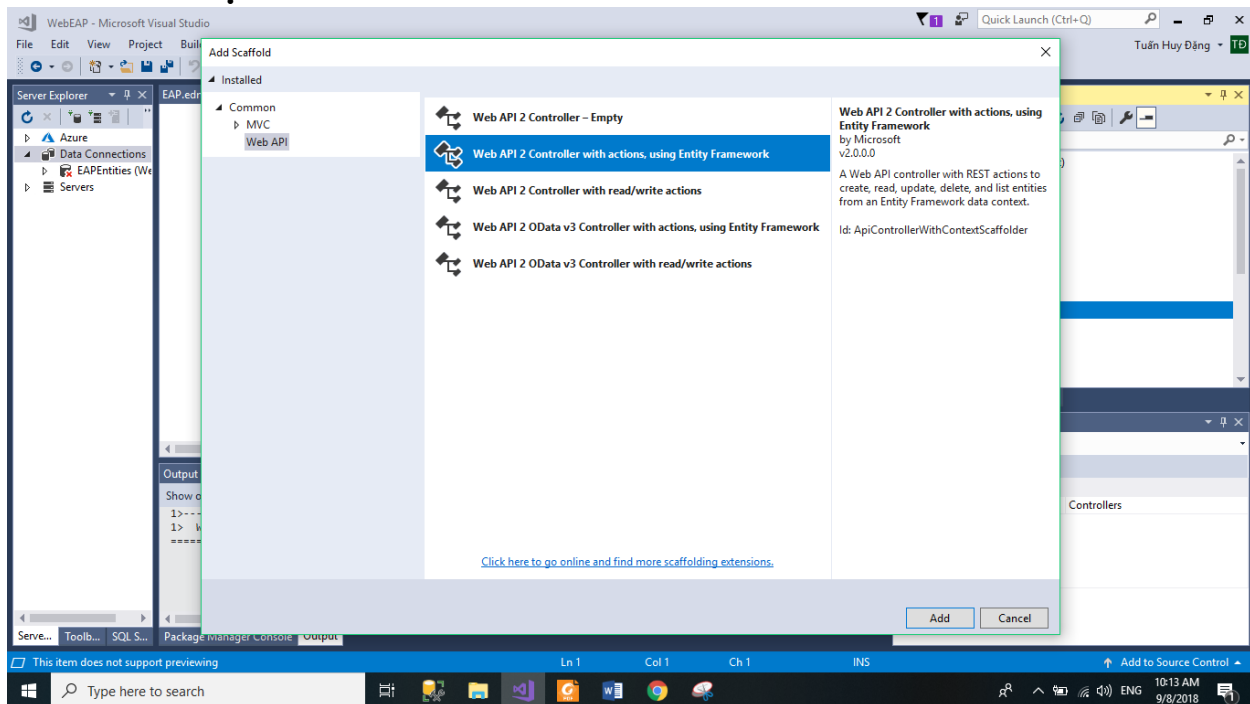 WebEAP - Microsoft Visual Studio
1
Quick Launch (Ctrl+Q)
File Edit View Project Buil
Tuấn Huy Đặng
TĐ
Add Scaffold
Installed
Server Explorer
EAP.edr
Azure
Data Connections
EAPEntities (We
Servers
Common
MVC
Web API
Web API 2 Controller – Empty
Web API 2 Controller with actions, using Entity Framework
Web API 2 Controller with read/write actions
Web API 2 OData v3 Controller with actions, using Entity Framework
Web API 2 OData v3 Controller with read/write actions
Click here to go online and find more scaffolding extensions.
Web API 2 Controller with actions, using
Entity Framework
by Microsoft
v2.0.0.0
A Web API controller with REST actions to
create, read, update, delete, and list entities
from an Entity Framework data context.
Id: ApiControllerWithContextScaffolder
Output
Show o
1>---
1> W
=====
Controllers
Add Cancel
Serve... Toolb... SQL S... Package Manager Console Output
This item does not support previewing Ln 1 Col 1 Ch 1 INS Add to Source Control
Type here to search
ENG
10:13 AM
9/8/2018
1